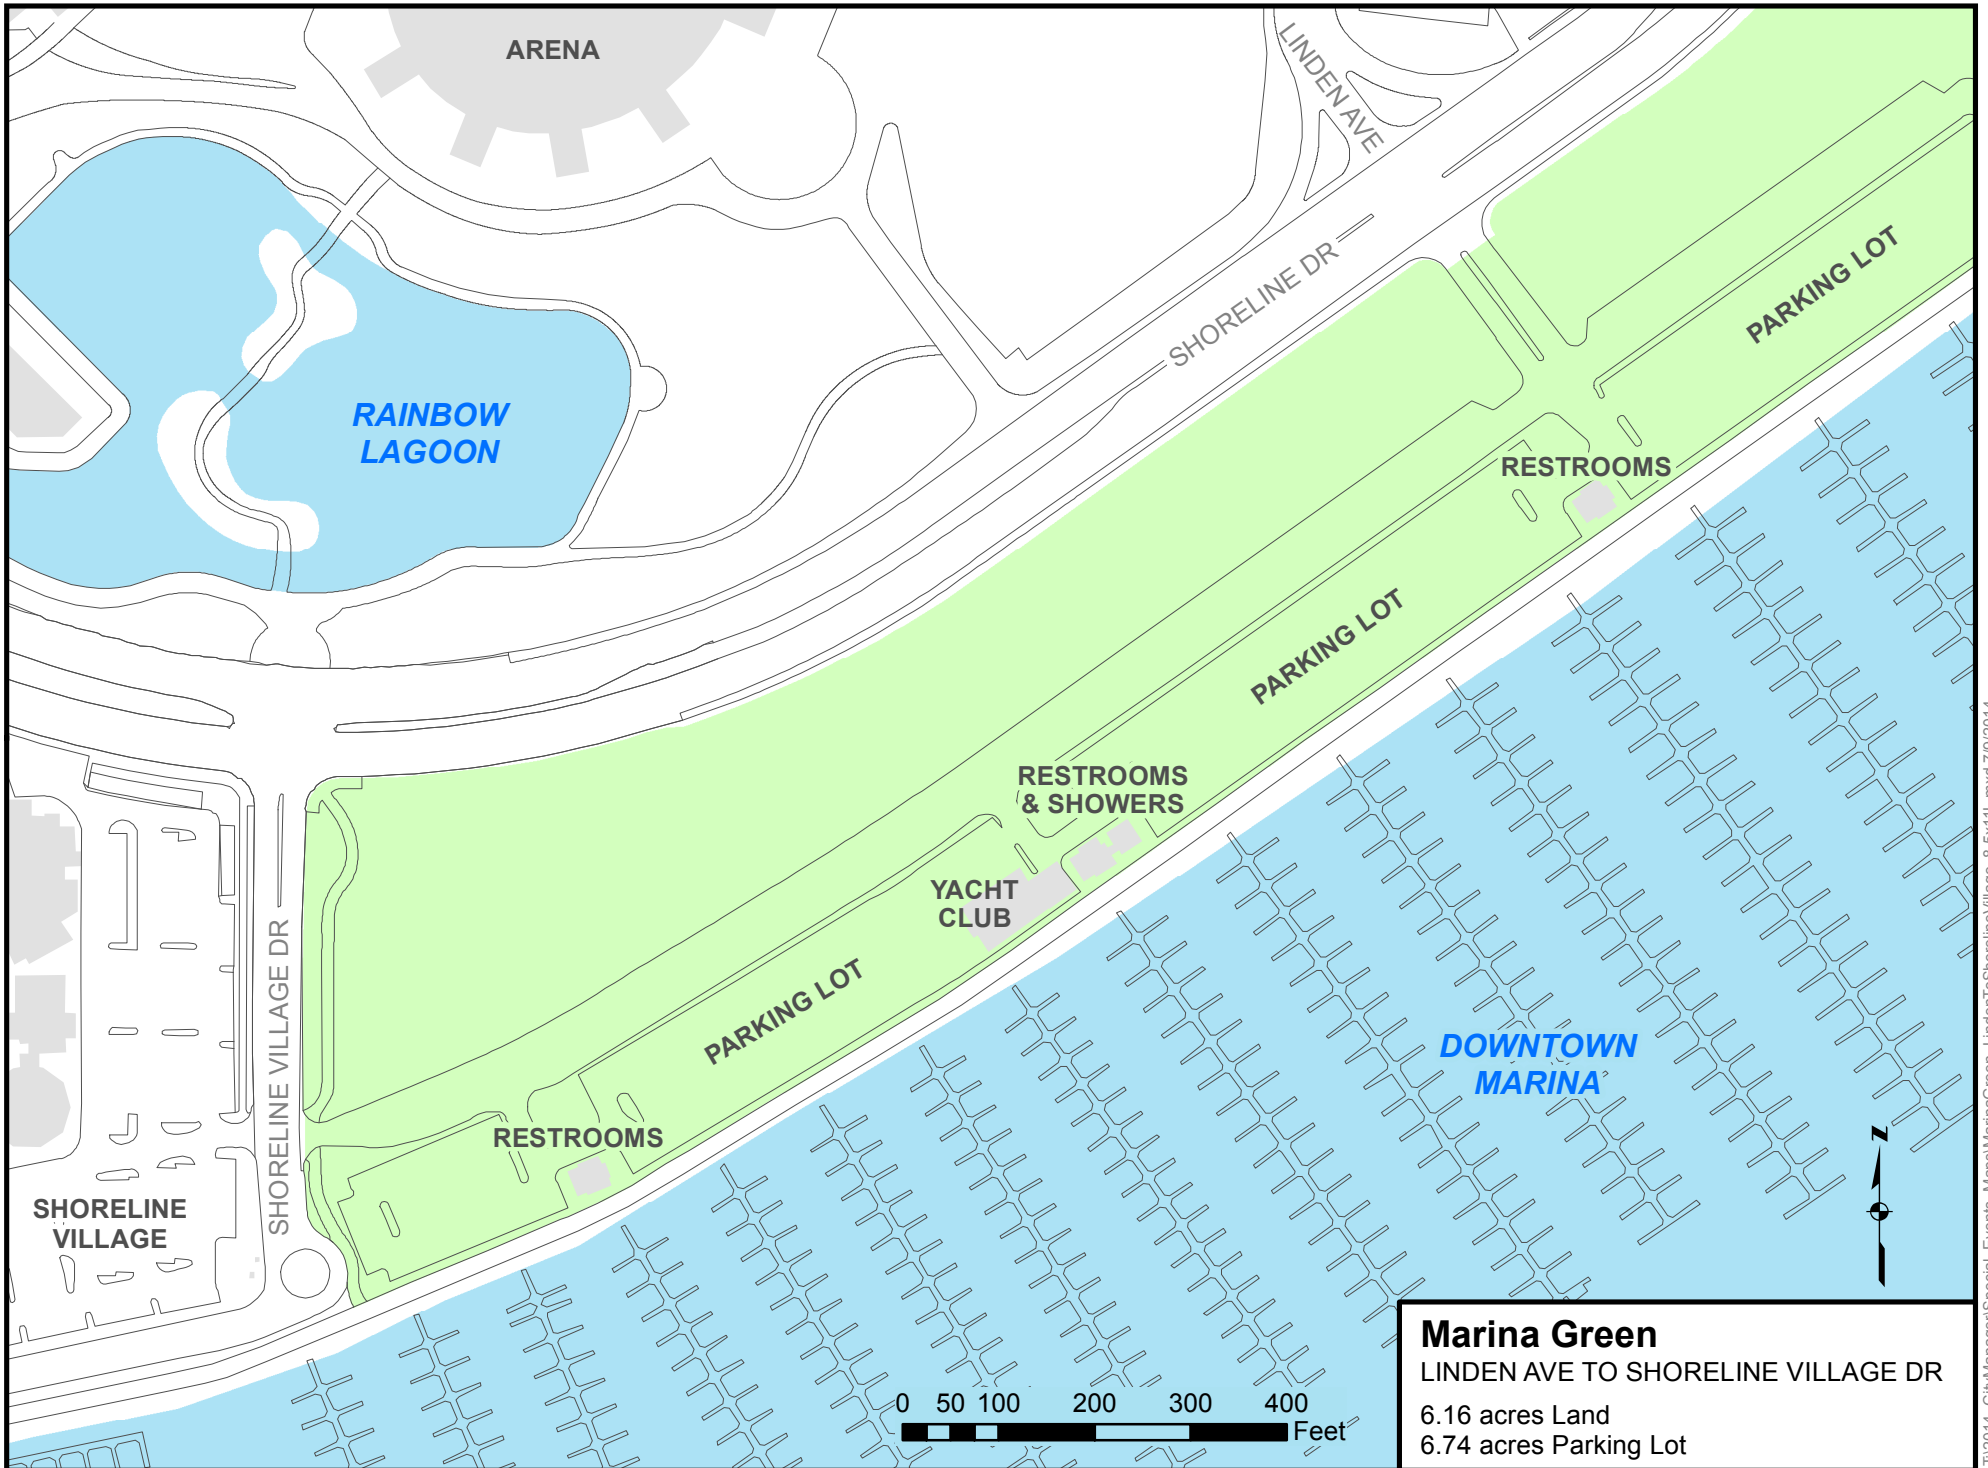 ARENA
LINDEN AVE
SHORELINE DR
PARKING LOT
RAINBOW
LAGOON
RESTROOMS
PARKING LOT
RESTROOMS
& SHOWERS
YACHT
CLUB
PARKING LOT
SHORELINE VILLAGE DR
DOWNTOWN
MARINA
RESTROOMS
SHORELINE
VILLAGE
N
0 50 100 200 300 400
Feet
Marina Green
LINDEN AVE TO SHORELINE VILLAGE DR
6.16 acres Land
6.74 acres Parking Lot